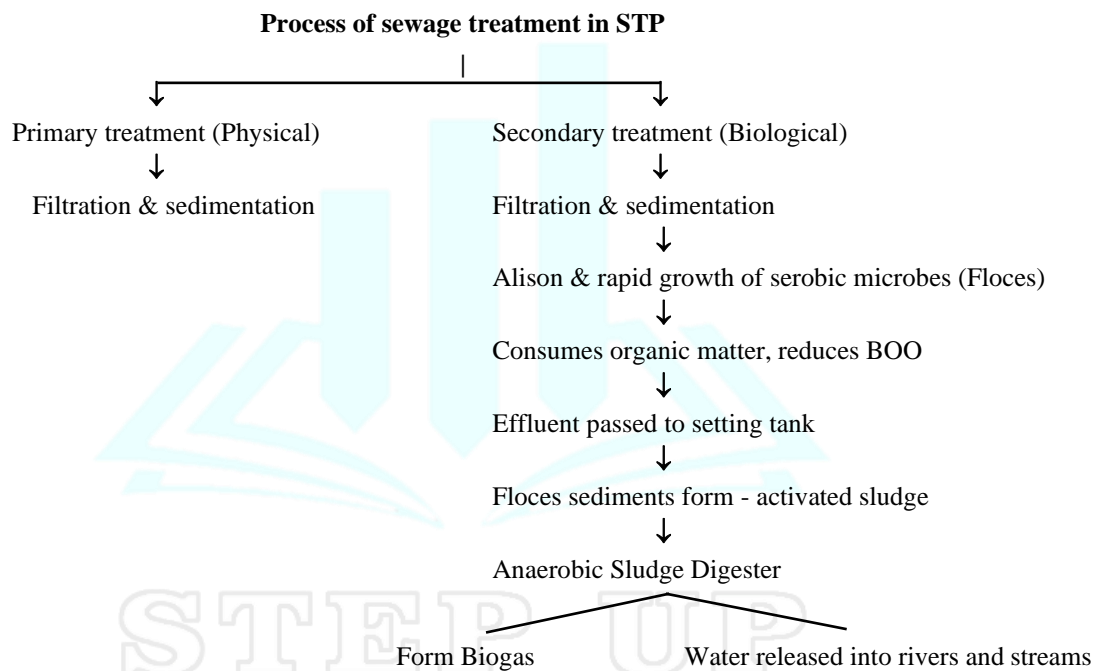 Process of sewage treatment in STP
Primary treatment (Physical)
Secondary treatment (Biological)
Filtration & sedimentation
Filtration & sedimentation
Alison & rapid growth of serobic microbes (Floces)
Consumes organic matter, reduces BOO
Effluent passed to setting tank
Floces sediments form - activated sludge
Anaerobic Sludge Digester
STEP UP
Form Biogas
Water released into rivers and streams